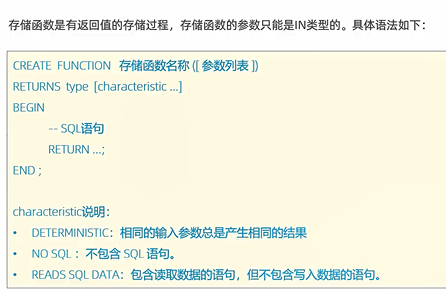 存储函数是有返回值的存储过程，存储函数的参数只能是IN类型的。具体语法如下：
CREATE FUNCTION 存储函数名称 ([ 参数列表 ])
RETURNS type [characteristic ...]
BEGIN
-- SQL语句
RETURN ...;
END ;
characteristic说明：
• DETERMINISTIC：相同的输入参数总是产生相同的结果
• NO SQL ：不包含 SQL 语句。
• READS SQL DATA：包含读取数据的语句，但不包含写入数据的语句。